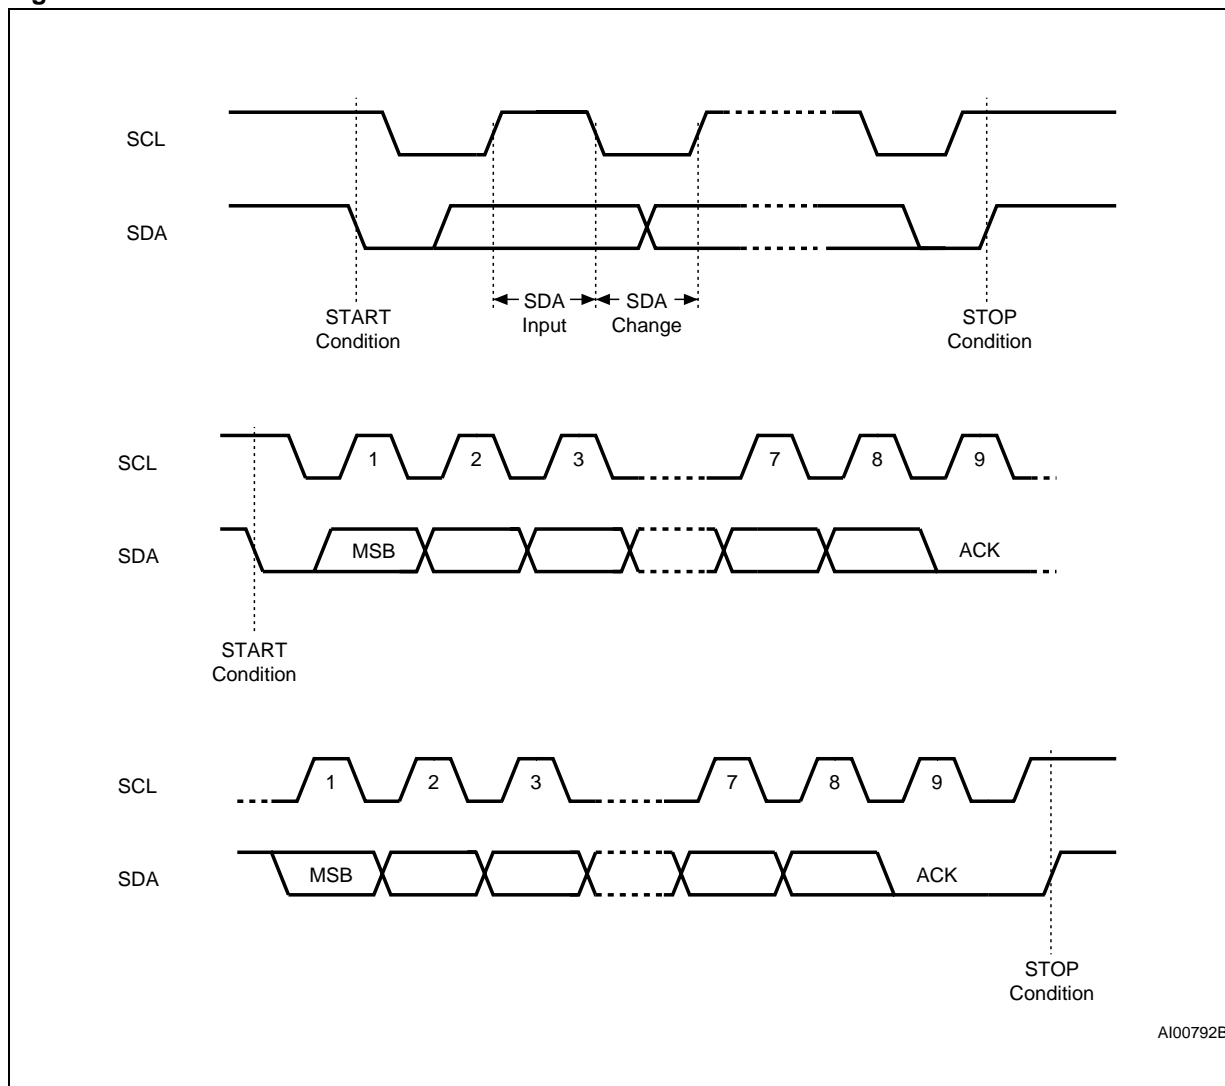 SCL
SDA
START
Condition
SDA
Input
SDA
Change
STOP
Condition
SCL
1 2 3 7 8 9
SDA
MSB ACK
START
Condition
SCL
1 2 3 7 8 9
SDA
MSB ACK
STOP
Condition
AI00792B